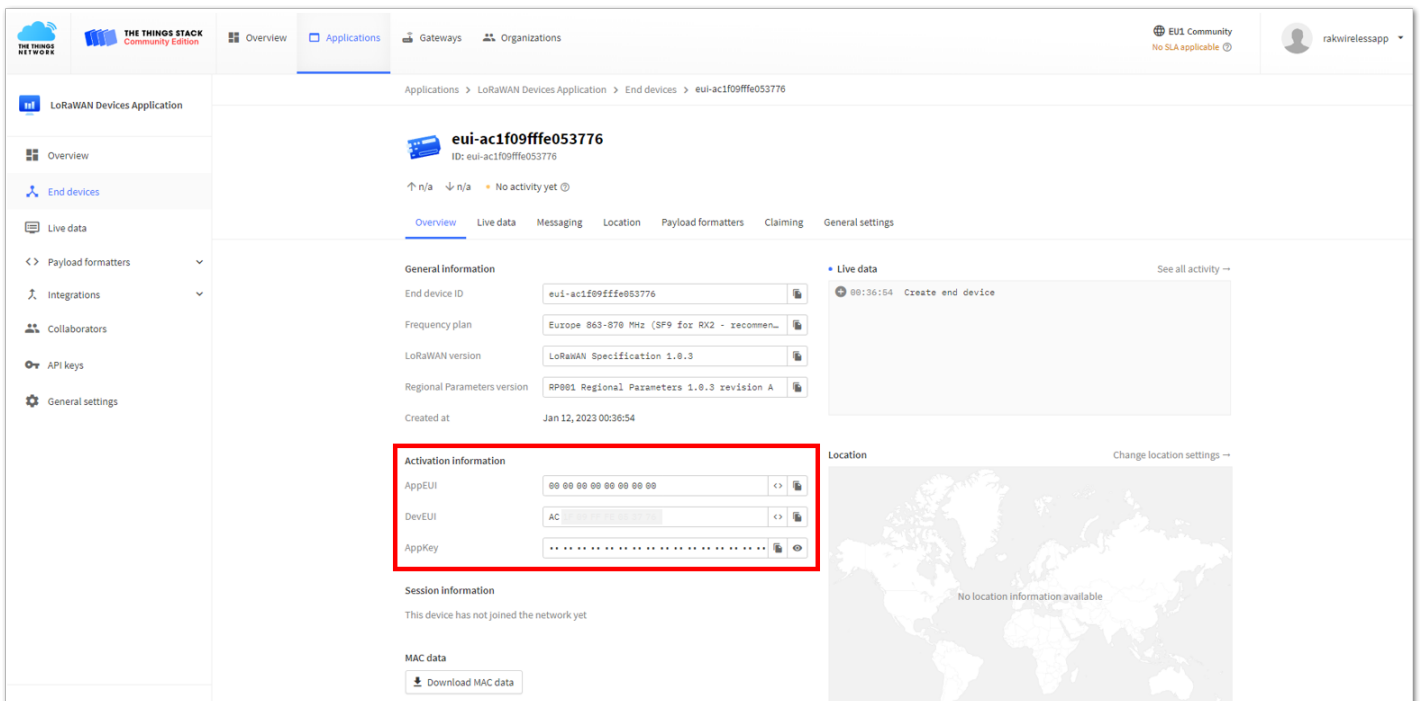 THE THINGS NETWORK
THE THINGS STACK
Community Edition
Overview
Applications
Gateways
Organizations
EU1 Community
No SLA applicable
rakwirelessapp
LoRaWAN Devices Application
Overview
End devices
Live data
Payload formatters
Integrations
Collaborators
API keys
General settings
Applications > LoRaWAN Devices Application > End devices > eui-ac1f09fffe053776
eui-ac1f09fffe053776
ID: eui-ac1f09fffe053776
↑ n/a ↓ n/a • No activity yet
Overview Live data Messaging Location Payload formatters Claiming General settings
General information
End device ID eui-ac1f09fffe053776
Frequency plan Europe 863-870 MHz (SF9 for RX2 - recommen…
LoRaWAN version LoRaWAN Specification 1.0.3
Regional Parameters version RP001 Regional Parameters 1.0.3 revision A
Created at Jan 12, 2023 00:36:54
Activation information
AppEUI 00 00 00 00 00 00 00 00
DevEUI AC
AppKey •• •• •• •• •• •• •• •• •• •• •• •• •• •• •• ••
Session information
This device has not joined the network yet
MAC data
Download MAC data
• Live data See all activity →
00:36:54 Create end device
Location Change location settings →
No location information available